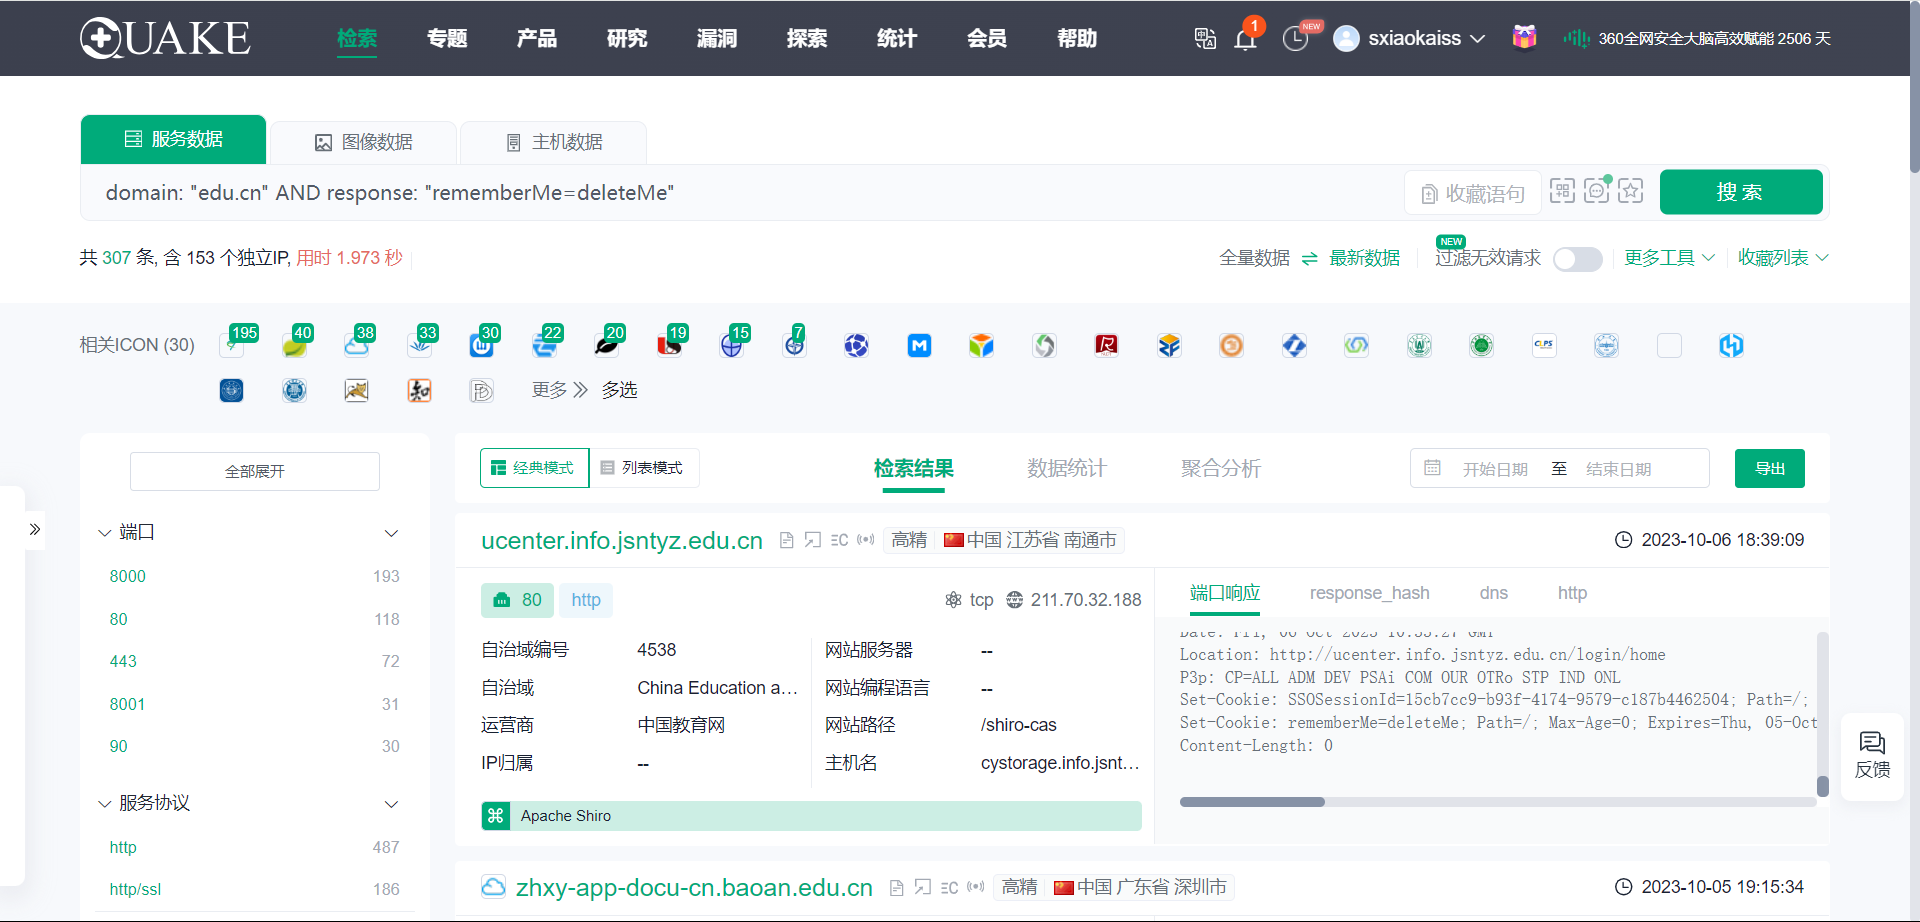 QUAKE
检索 专题 产品 研究 漏洞 探索 统计 会员 帮助
1
NEW
sxiaokaiss
360全网安全大脑高效赋能 2506 天
服务数据 图像数据 主机数据
domain: "edu.cn" AND response: "rememberMe=deleteMe"
收藏语句
搜 索
共 307 条, 含 153 个独立IP, 用时 1.973 秒
全量数据 ⇌ 最新数据
NEW
过滤无效请求
更多工具
收藏列表
相关ICON (30)
195 40 38 33 30 22 20 19 15 7
更多 多选
全部展开
端口
8000 193
80 118
443 72
8001 31
90 30
服务协议
http 487
http/ssl 186
经典模式 列表模式
检索结果 数据统计 聚合分析
开始日期 至 结束日期
导出
ucenter.info.jsntyz.edu.cn
高精 中国 江苏省 南通市
2023-10-06 18:39:09
80 http
tcp 211.70.32.188
自治域编号 4538 网站服务器 --
自治域 China Education a... 网站编程语言 --
运营商 中国教育网 网站路径 /shiro-cas
IP归属 -- 主机名 cystorage.info.jsnt...
Apache Shiro
端口响应 response_hash dns http
Date: Fri, 06 Oct 2023 10:33:27 GMT
Location: http://ucenter.info.jsntyz.edu.cn/login/home
P3p: CP=ALL ADM DEV PSAi COM OUR OTRo STP IND ONL
Set-Cookie: SSOSessionId=15cb7cc9-b93f-4174-9579-c187b4462504; Path=/;
Set-Cookie: rememberMe=deleteMe; Path=/; Max-Age=0; Expires=Thu, 05-Oct
Content-Length: 0
反馈
zhxy-app-docu-cn.baoan.edu.cn
高精 中国 广东省 深圳市
2023-10-05 19:15:34